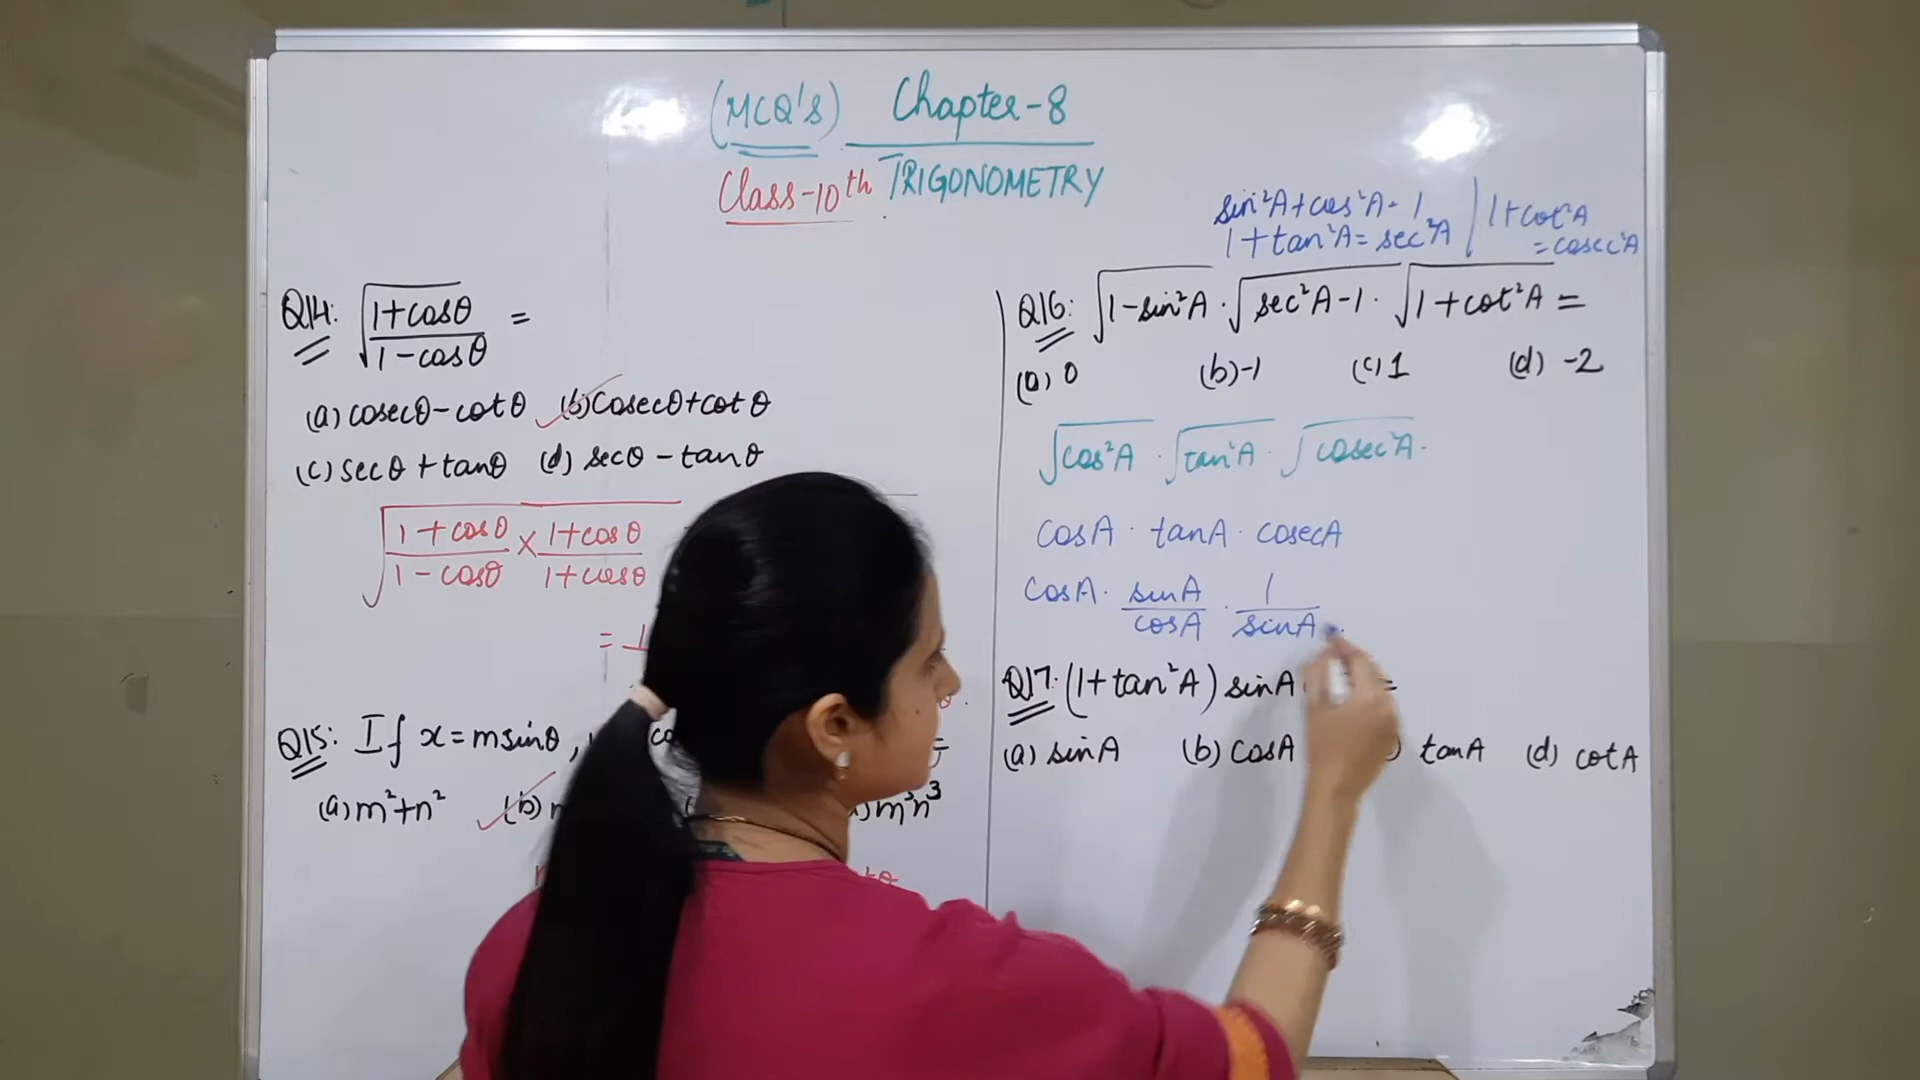 (MCQ's) Chapter-8
Class-10th TRIGONOMETRY
sin²A+cos²A=1 | 1+cot²A
1+tan²A=sec²A | =cosec²A
Q14: √(1+cosθ / 1-cosθ) =
(a) cosecθ-cotθ (b) cosecθ+cotθ
(c) secθ+tanθ (d) secθ-tanθ
√(1+cosθ / 1-cosθ × 1+cosθ / 1+cosθ)
= 1
Q15: If x=msinθ,
(a) m²+n² (b) m³n³
Q16: √1-sin²A · √sec²A-1 · √1+cot²A =
(a) 0 (b) -1 (c) 1 (d) -2
√cos²A · √tan²A · √cosec²A.
cosA · tanA · cosecA
cosA · sinA/cosA · 1/sinA
Q17: (1+tan²A) sinA =
(a) sinA (b) cosA tanA (d) cotA